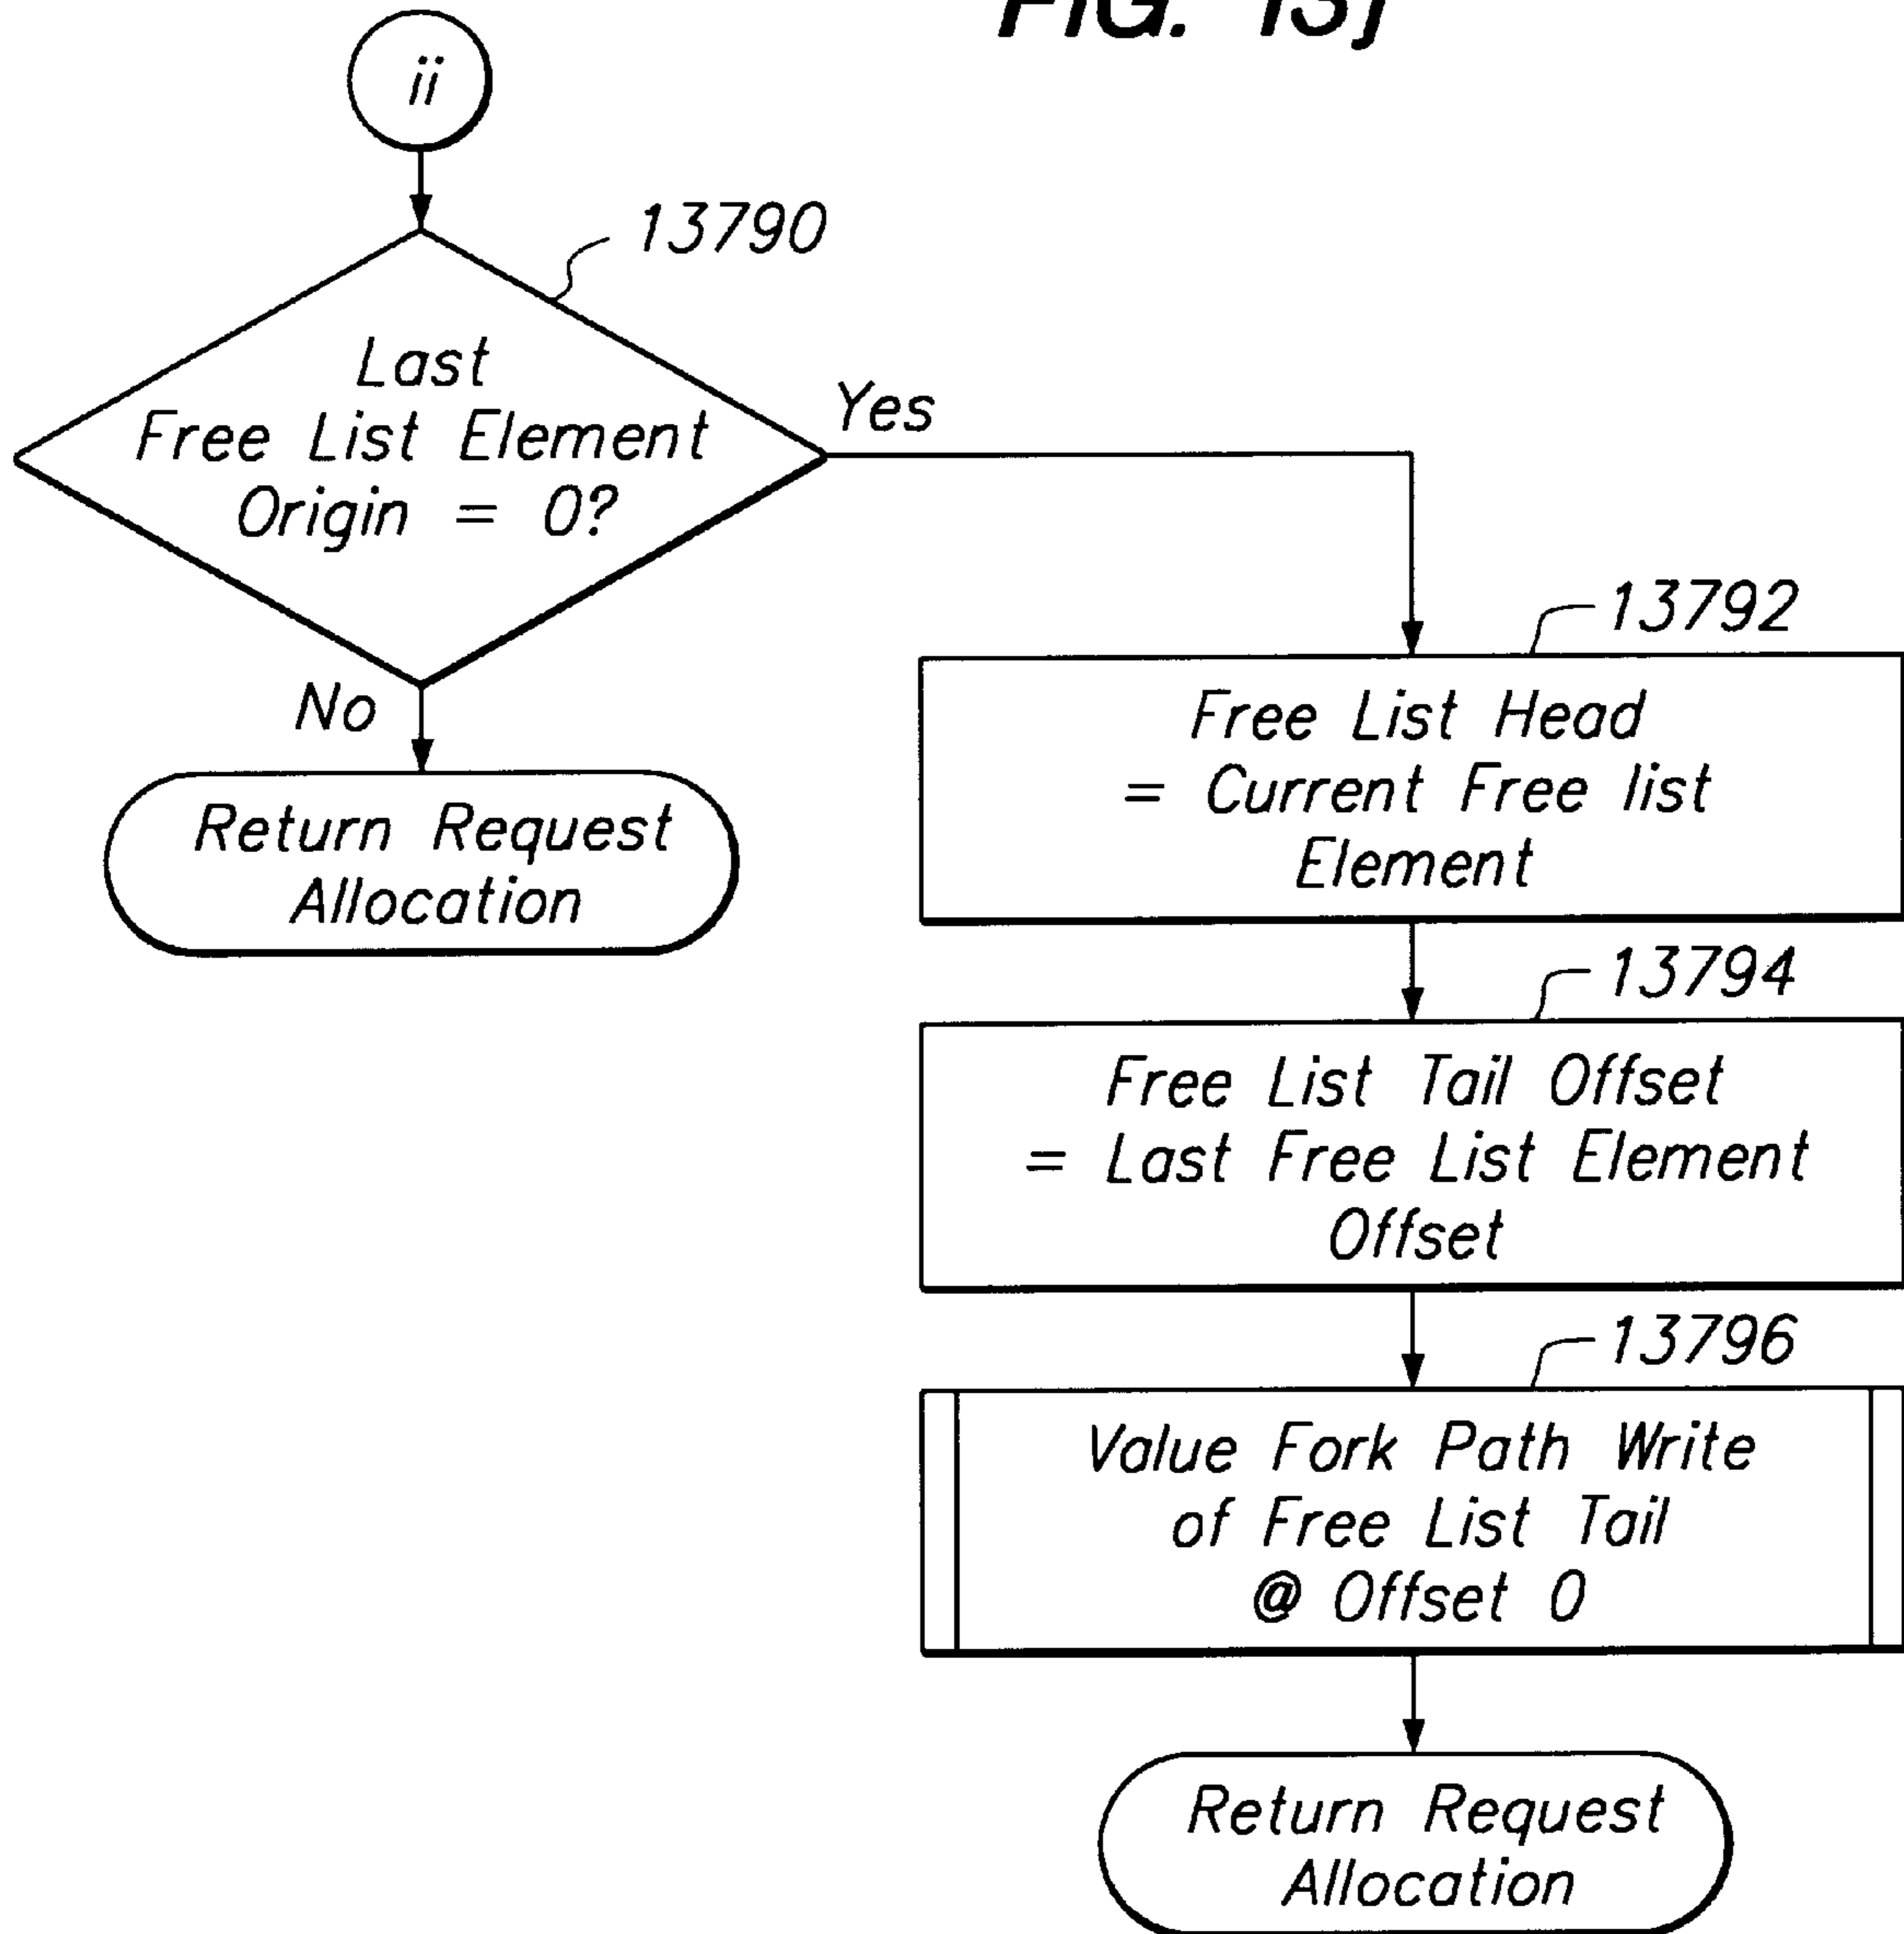 FIG. 13J
ii
13790
Last
Free List Element
Origin = 0?
Yes
No
Return Request
Allocation
13792
Free List Head
= Current Free list
Element
13794
Free List Tail Offset
= Last Free List Element
Offset
13796
Value Fork Path Write
of Free List Tail
@ Offset 0
Return Request
Allocation